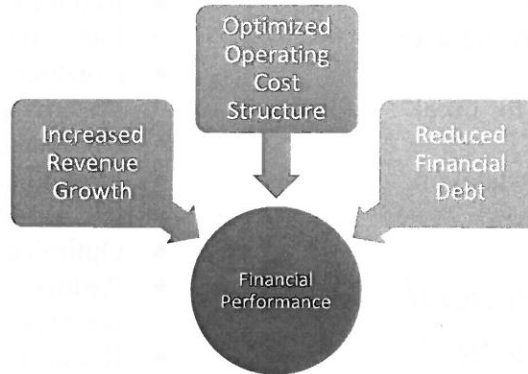 Optimized
Operating
Cost
Structure
Increased
Revenue
Growth
Reduced
Financial
Debt
Financial
Performance